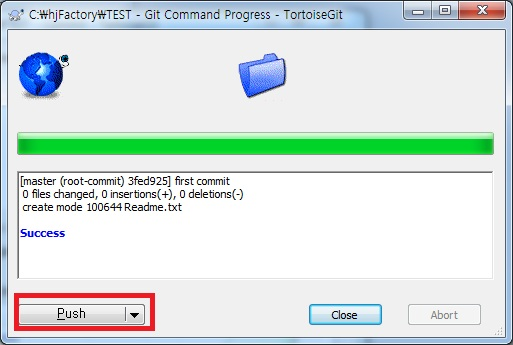 C:₩hjFactory₩TEST - Git Command Progress - TortoiseGit
[master (root-commit) 3fed925] first commit
0 files changed, 0 insertions(+), 0 deletions(-)
create mode 100644 Readme.txt
Success
Push
Close
Abort